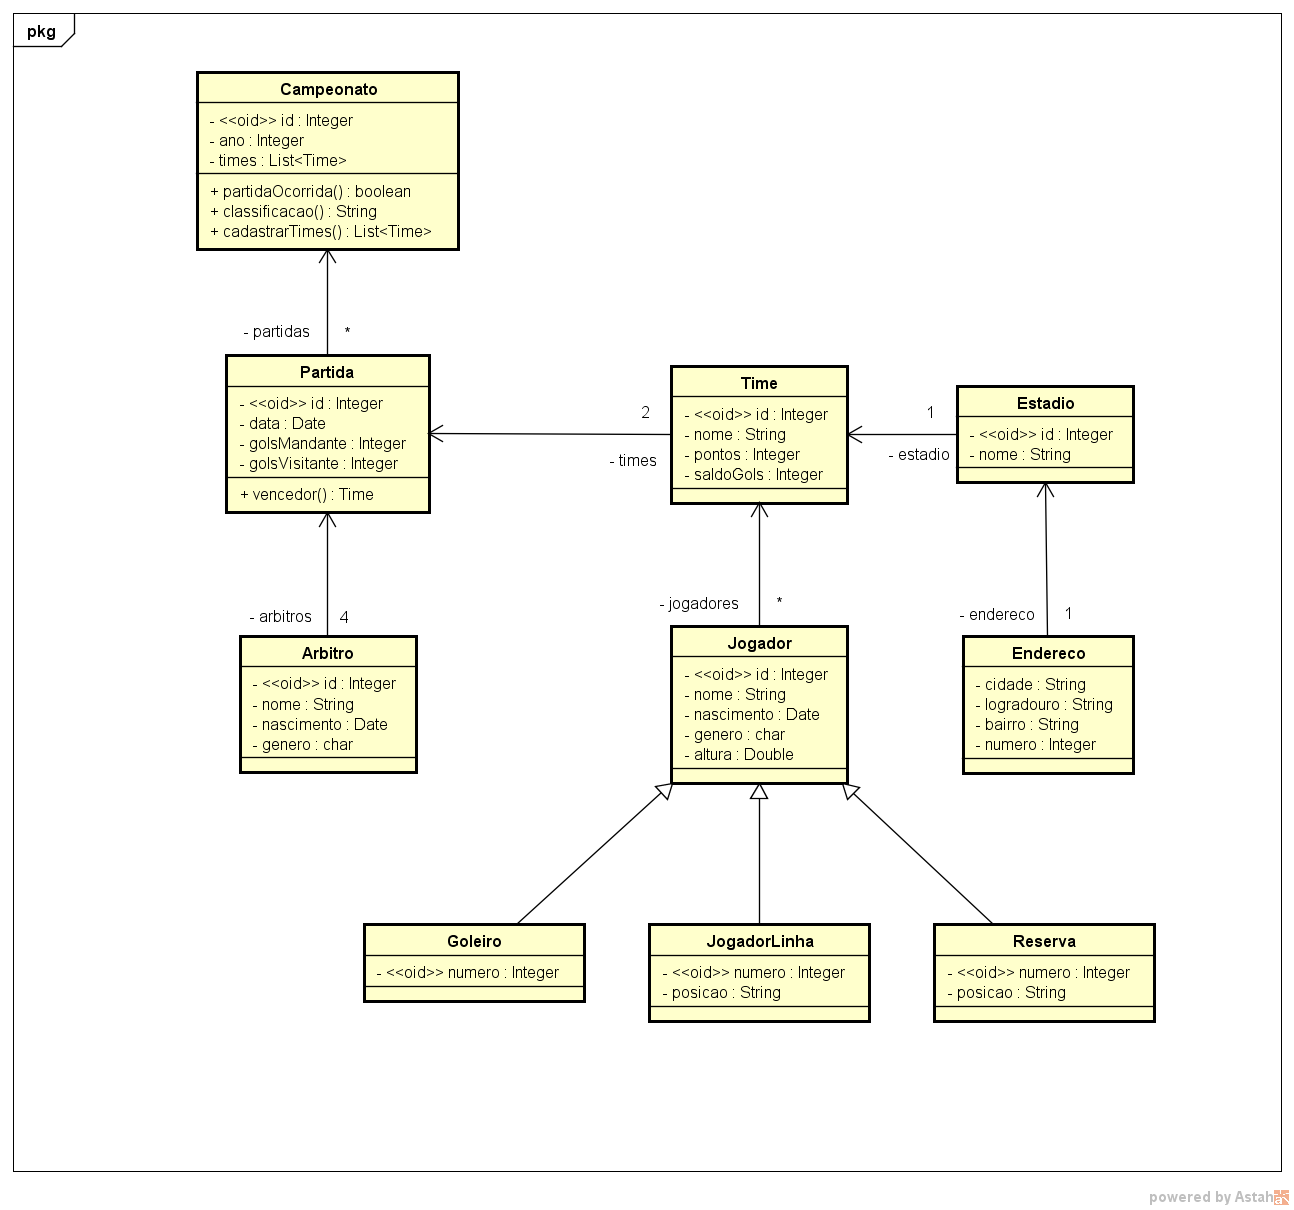 pkg
Campeonato
- <<oid>> id : Integer
- ano : Integer
- times : List<Time>
+ partidaOcorrida() : boolean
+ classificacao() : String
+ cadastrarTimes() : List<Time>
- partidas
*
Partida
- <<oid>> id : Integer
- data : Date
- golsMandante : Integer
- golsVisitante : Integer
+ vencedor() : Time
2
- times
Time
- <<oid>> id : Integer
- nome : String
- pontos : Integer
- saldoGols : Integer
1
- estadio
Estadio
- <<oid>> id : Integer
- nome : String
- arbitros
4
Arbitro
- <<oid>> id : Integer
- nome : String
- nascimento : Date
- genero : char
- jogadores
*
Jogador
- <<oid>> id : Integer
- nome : String
- nascimento : Date
- genero : char
- altura : Double
- endereco
1
Endereco
- cidade : String
- logradouro : String
- bairro : String
- numero : Integer
Goleiro
- <<oid>> numero : Integer
JogadorLinha
- <<oid>> numero : Integer
- posicao : String
Reserva
- <<oid>> numero : Integer
- posicao : String
powered by Astah